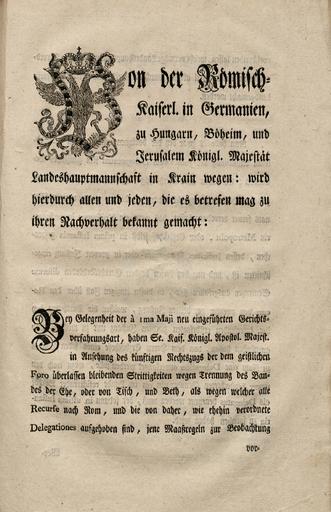 Von der Römisch-
Kaiserl. in Germanien,
zu Hungarn, Böheim, und
Jerusalem Königl. Majestät
Landeshauptmannschaft in Krain wegen: wird
hierdurch allen und jeden, die es betrefen mag zu
ihren Nachverhalt bekannt gemacht:
Bey Gelegenheit der à 1ma Maji neu eingeführten Gerichts-
verfahrungsart, haben Se. Kais. Königl. Apostol. Majest.
in Ansehung des künftigen Rechtszugs der dem geistlichen
Foro überlassen bleibenden Strittigkeiten wegen Trennung des Ban-
des der Ehe, oder von Tisch, und Beth, als wegen welcher alle
Recurse nach Rom, und die von daher, wie ehehin verordnete
Delegationes aufgehoben sind, jene Maaßregeln zur Beobachtung
vor-